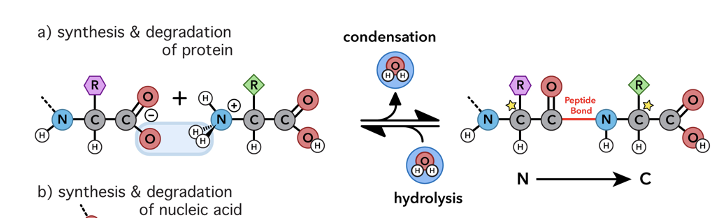 a) synthesis & degradation
of protein
condensation
O
H H
R
O
H
+
+
R
O
N C C
−
O
H
H
H
H
N C C
H
O
H
hydrolysis
O
H H
R
O
Peptide
Bond
R
O
N C C N C C
H
H
H
H
O
H
N C
b) synthesis & degradation
of nucleic acid